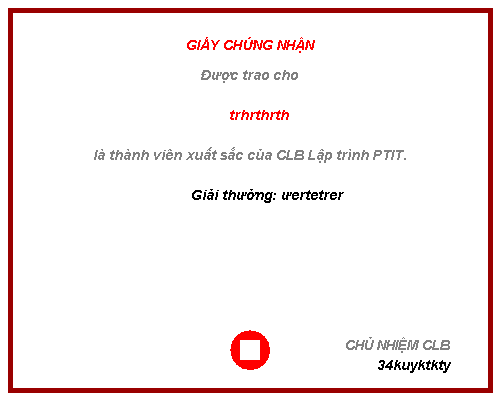 GIẤY CHỨNG NHẬN
Được trao cho
trhrthrth
là thành viên xuất sắc của CLB Lập trình PTIT.
Giải thưởng: ưertetrer
CHỦ NHIỆM CLB
34kuyktkty